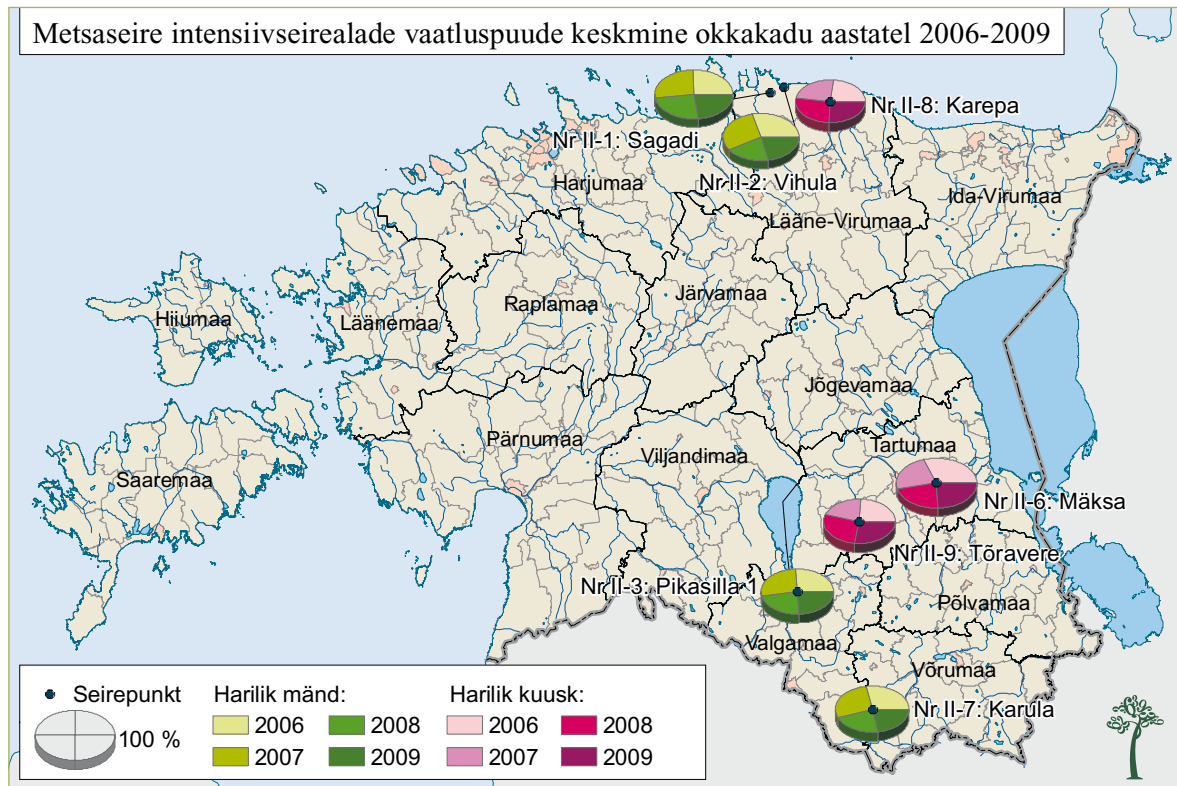 Metsaseire intensiivseirealade vaatluspuude keskmine okkakadu aastatel 2006-2009
Nr II-8: Karepa
Nr II-1: Sagadi
Nr II-2: Vihula
Harjumaa
Ida-Virumaa
Lääne-Virumaa
Hiiumaa
Läänemaa
Raplamaa
Järvamaa
Jõgevamaa
Pärnumaa
Viljandimaa
Tartumaa
Saaremaa
Nr II-6: Mäksa
Nr II-9: Tõravere
Nr II-3: Pikasilla 1
Põlvamaa
Valgamaa
Võrumaa
Nr II-7: Karula
Seirepunkt
100 %
Harilik mänd:
2006
2008
2007
2009
Harilik kuusk:
2006
2008
2007
2009